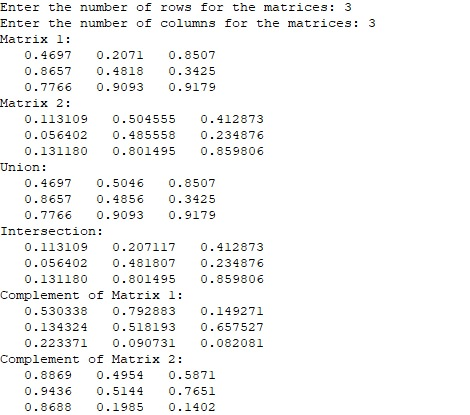 Enter the number of rows for the matrices: 3
Enter the number of columns for the matrices: 3
Matrix 1:
0.4697 0.2071 0.8507
0.8657 0.4818 0.3425
0.7766 0.9093 0.9179
Matrix 2:
0.113109 0.504555 0.412873
0.056402 0.485558 0.234876
0.131180 0.801495 0.859806
Union:
0.4697 0.5046 0.8507
0.8657 0.4856 0.3425
0.7766 0.9093 0.9179
Intersection:
0.113109 0.207117 0.412873
0.056402 0.481807 0.234876
0.131180 0.801495 0.859806
Complement of Matrix 1:
0.530338 0.792883 0.149271
0.134324 0.518193 0.657527
0.223371 0.090731 0.082081
Complement of Matrix 2:
0.8869 0.4954 0.5871
0.9436 0.5144 0.7651
0.8688 0.1985 0.1402